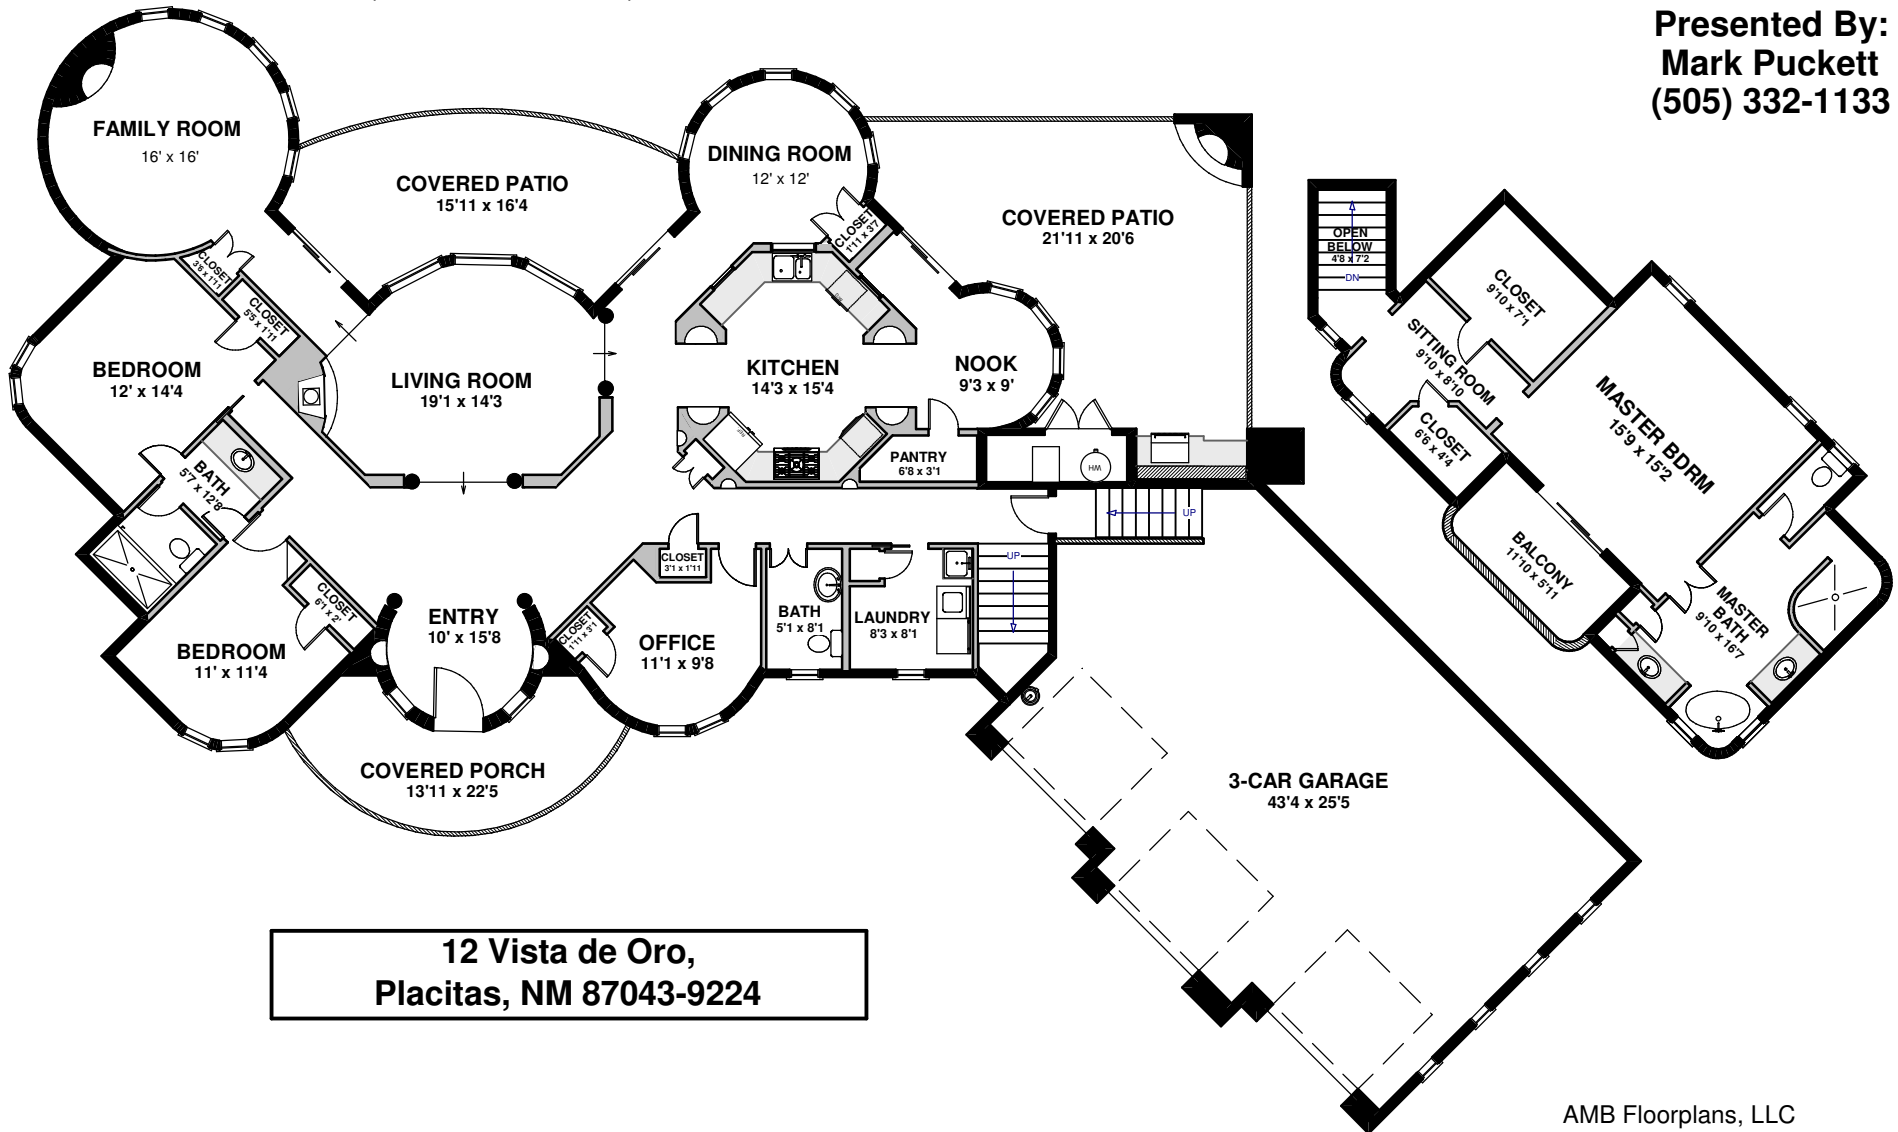 Presented By:
Mark Puckett
(505) 332-1133
FAMILY ROOM
16' x 16'
COVERED PATIO
15'11 x 16'4
DINING ROOM
12' x 12'
CLOSET
1'11 x 3'7
COVERED PATIO
21'11 x 20'6
OPEN
BELOW
4'8 x 7'2
DN
CLOSET
9'10 x 7'1
SITTING ROOM
9'10 x 8'10
CLOSET
6'6 x 4'4
MASTER BDRM
15'9 x 15'2
BALCONY
11'10 x 5'11
MASTER
BATH
9'10 x 16'7
CLOSET
3'6 x 1'11
CLOSET
5'5 x 1'11
BEDROOM
12' x 14'4
LIVING ROOM
19'1 x 14'3
KITCHEN
14'3 x 15'4
NOOK
9'3 x 9'
PANTRY
6'8 x 3'1
WH
UP
BATH
5'7 x 12'8
CLOSET
6'1 x 2'
BEDROOM
11' x 11'4
ENTRY
10' x 15'8
CLOSET
1'11 x 3'1
CLOSET
3'1 x 1'11
OFFICE
11'1 x 9'8
BATH
5'1 x 8'1
LAUNDRY
8'3 x 8'1
UP
COVERED PORCH
13'11 x 22'5
3-CAR GARAGE
43'4 x 25'5
12 Vista de Oro,
Placitas, NM 87043-9224
AMB Floorplans, LLC